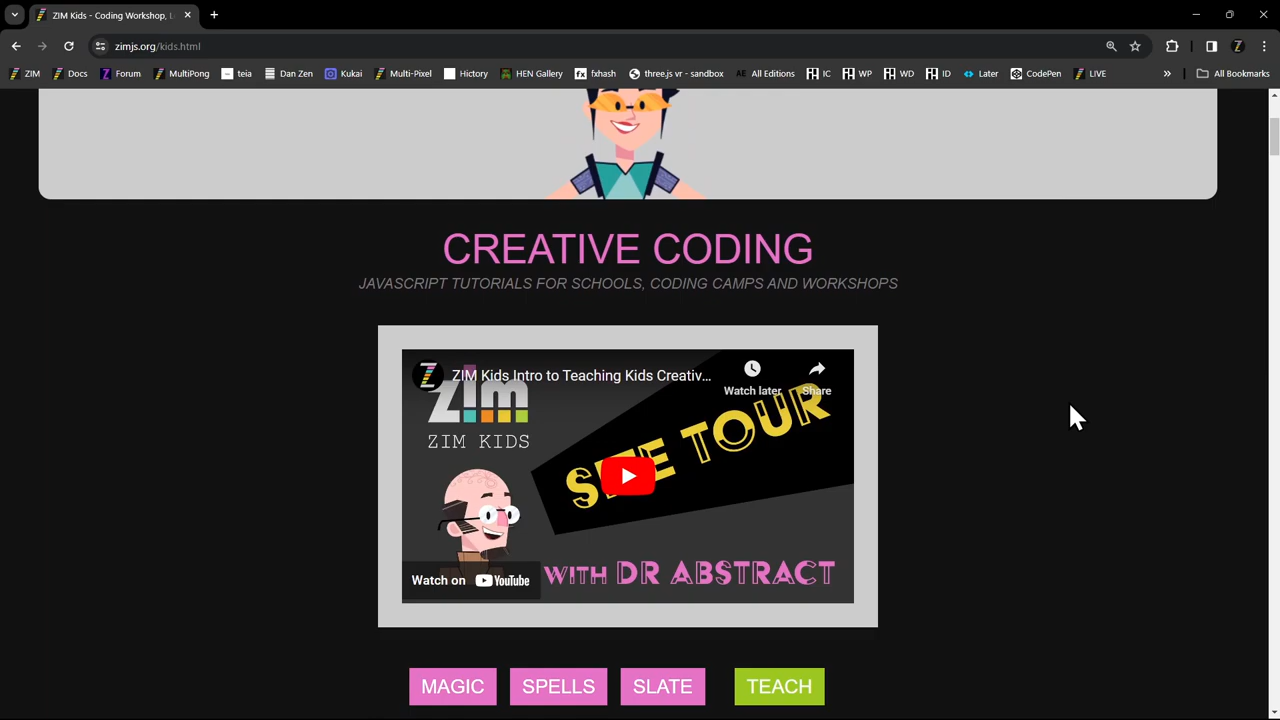 ZIM Kids - Coding Workshop, L
zimjs.org/kids.html
ZIM Docs Forum MultiPong teia Dan Zen Kukai Multi-Pixel Hictory HEN Gallery fxhash three.js vr - sandbox All Editions IC WP WD ID Later CodePen LIVE » All Bookmarks
CREATIVE CODING
JAVASCRIPT TUTORIALS FOR SCHOOLS, CODING CAMPS AND WORKSHOPS
ZIM Kids Intro to Teaching Kids Creativ...
Watch later Share
zim
ZIM KIDS
SITE TOUR
WITH DR ABSTRACT
Watch on YouTube
MAGIC SPELLS SLATE TEACH